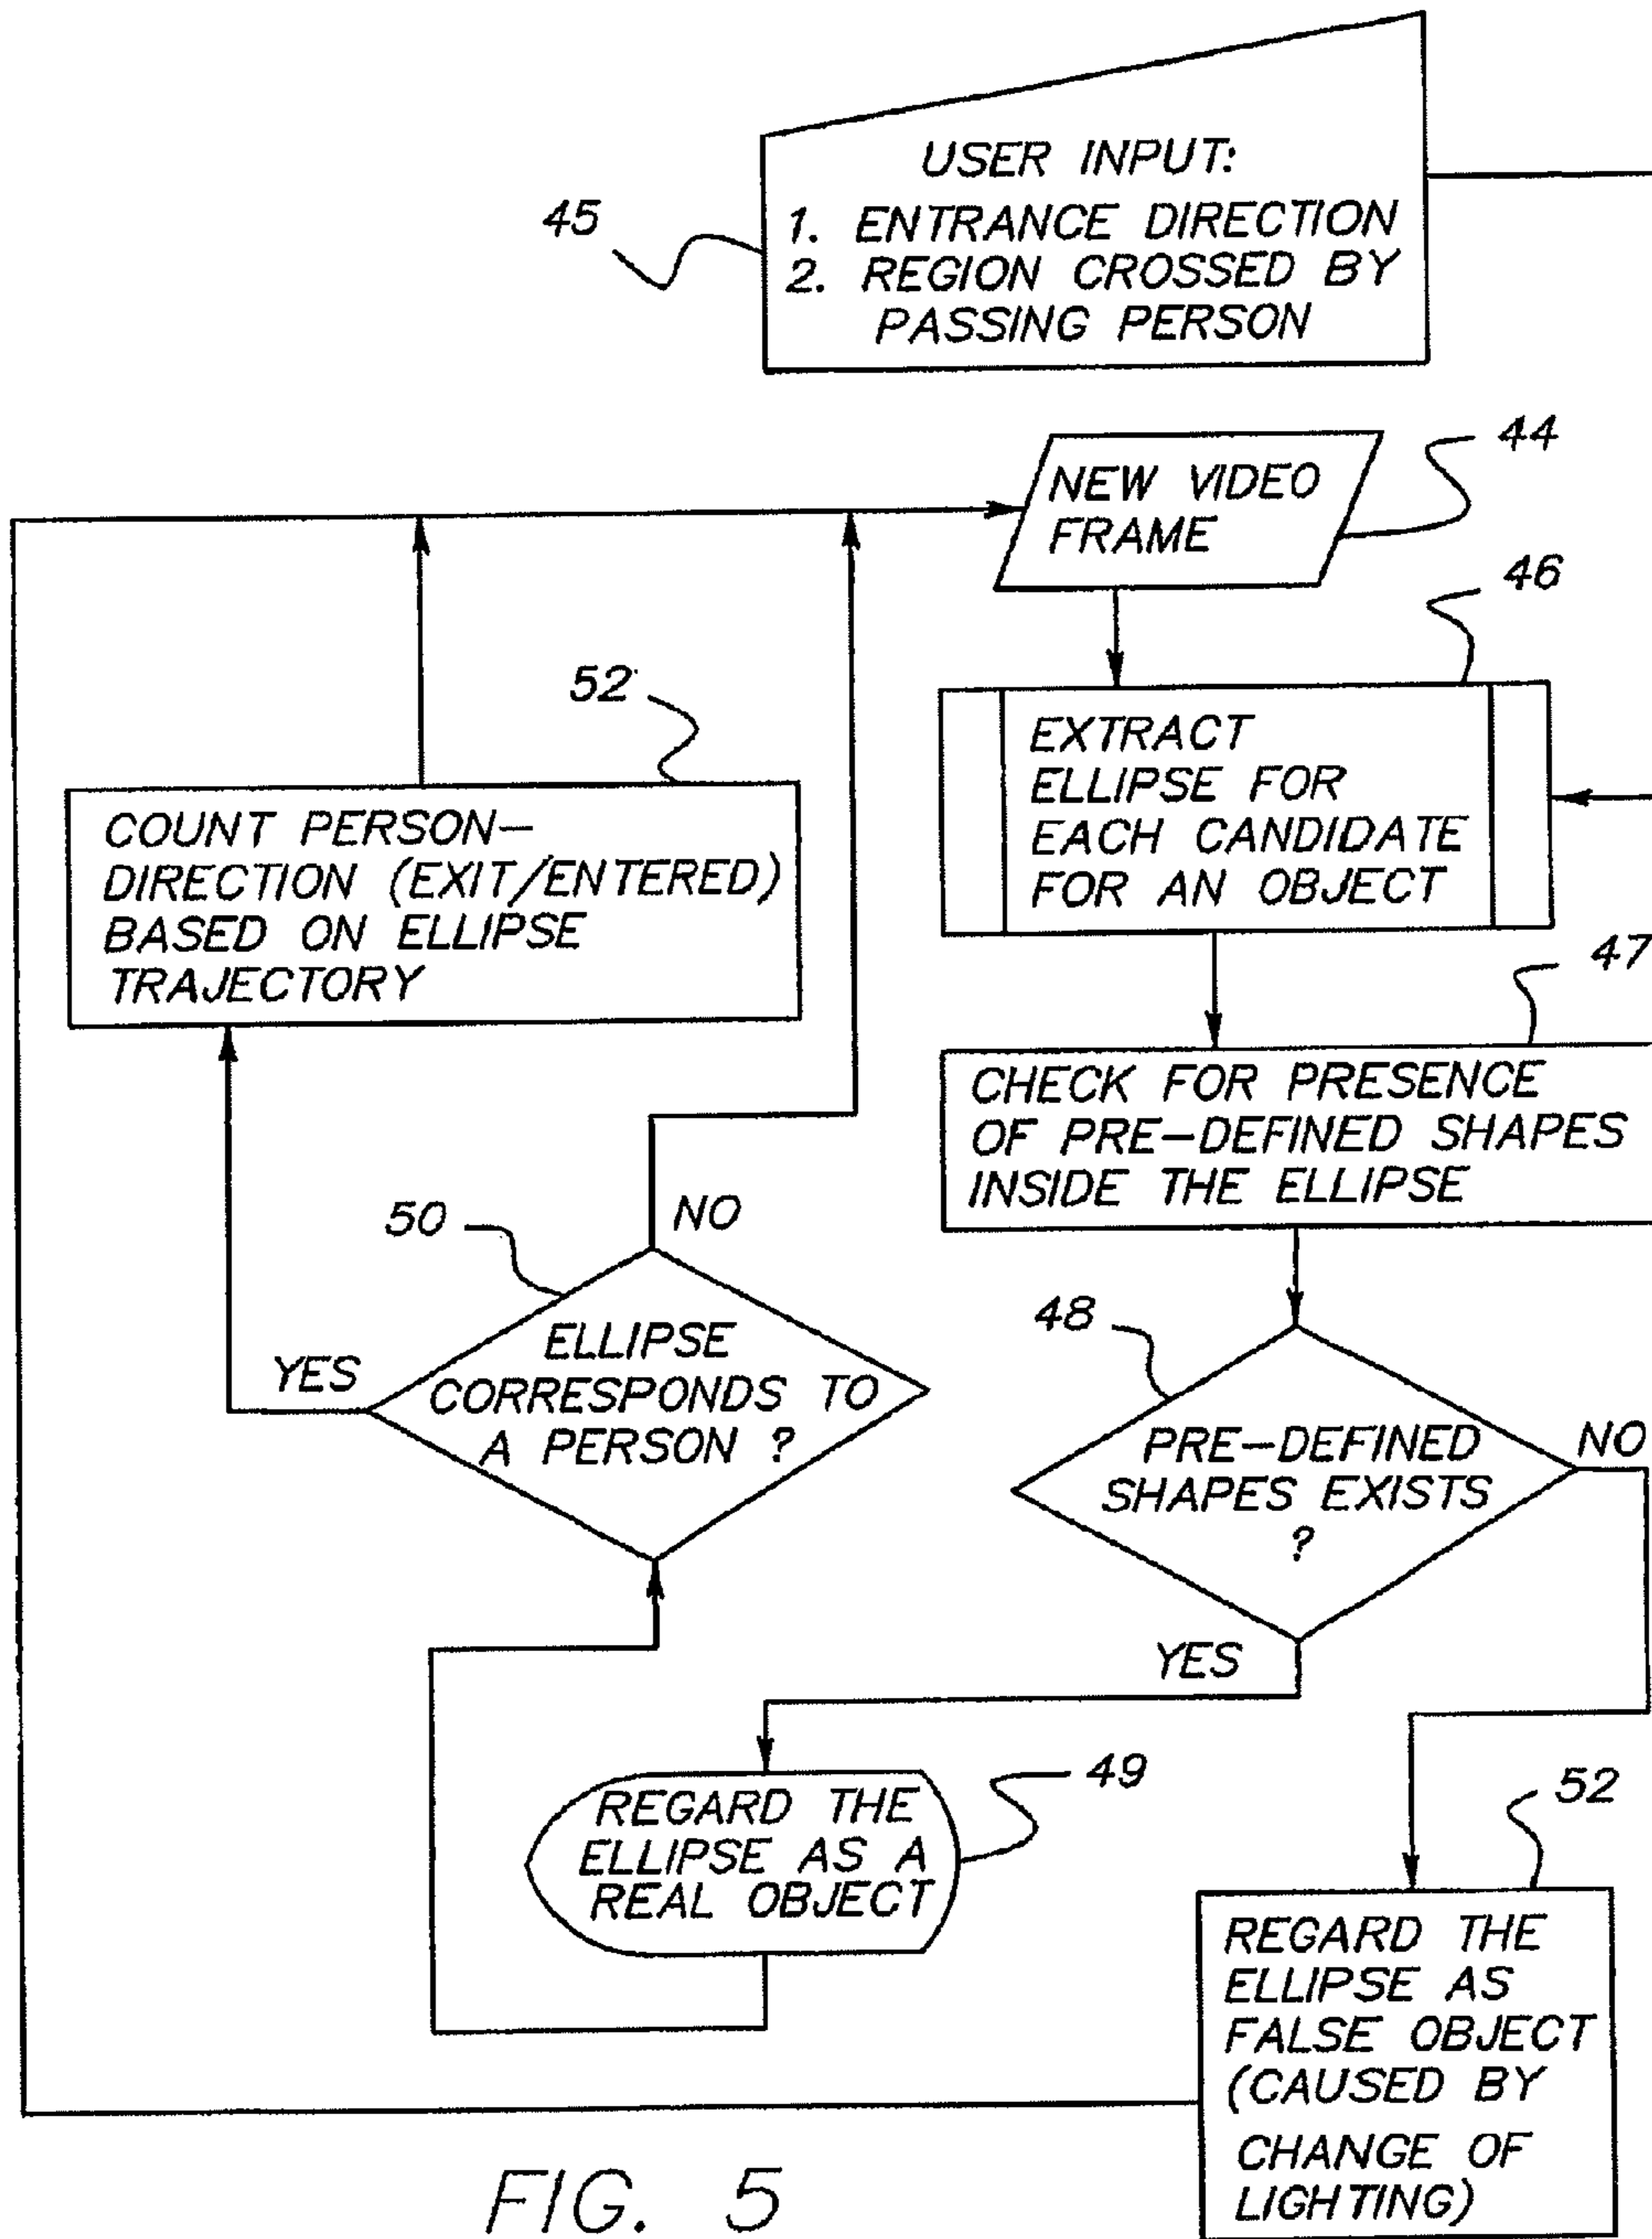 USER INPUT:
1. ENTRANCE DIRECTION
2. REGION CROSSED BY
PASSING PERSON
45
NEW VIDEO
FRAME
44
46
EXTRACT
ELLIPSE FOR
EACH CANDIDATE
FOR AN OBJECT
52
COUNT PERSON-
DIRECTION (EXIT/ENTERED)
BASED ON ELLIPSE
TRAJECTORY
47
CHECK FOR PRESENCE
OF PRE-DEFINED SHAPES
INSIDE THE ELLIPSE
50
NO
YES
ELLIPSE
CORRESPONDS TO
A PERSON ?
48
PRE-DEFINED
SHAPES EXISTS
?
NO
YES
49
REGARD THE
ELLIPSE AS A
REAL OBJECT
52
REGARD THE
ELLIPSE AS
FALSE OBJECT
(CAUSED BY
CHANGE OF
LIGHTING)
FIG. 5